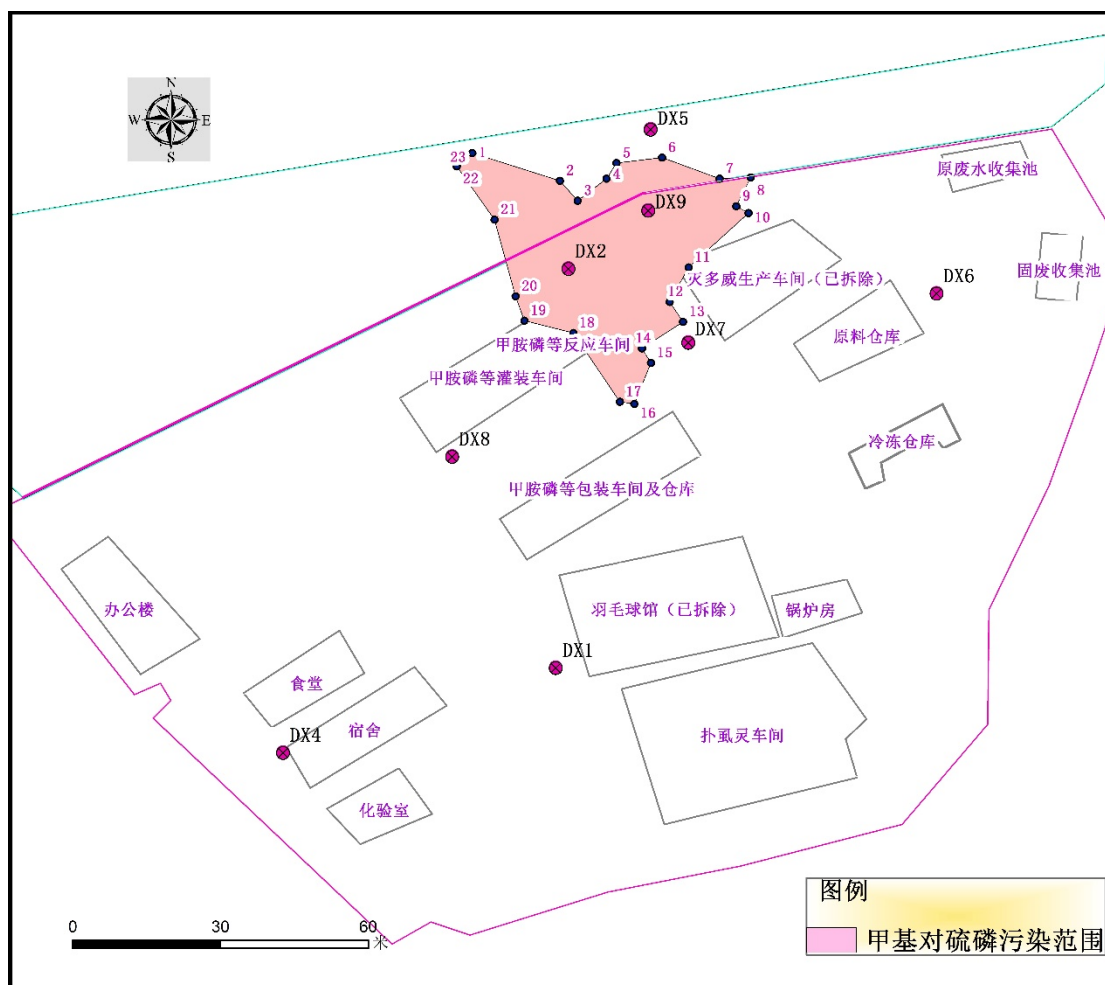 N
W E
S
DX5
1
23
22
2
3
4
5
6
7
8
9
10
原废水收集池
DX9
21
DX2
11
灭多威生产车间（已拆除）
固废收集池
DX6
20
12
19
13
18
DX7
原料仓库
甲胺磷等反应车间
14
15
甲胺磷等灌装车间
17
16
DX8
冷冻仓库
甲胺磷等包装车间及仓库
办公楼
羽毛球馆（已拆除）
锅炉房
DX1
食堂
宿舍
扑虱灵车间
DX4
化验室
0 30 60
米
图例
甲基对硫磷污染范围